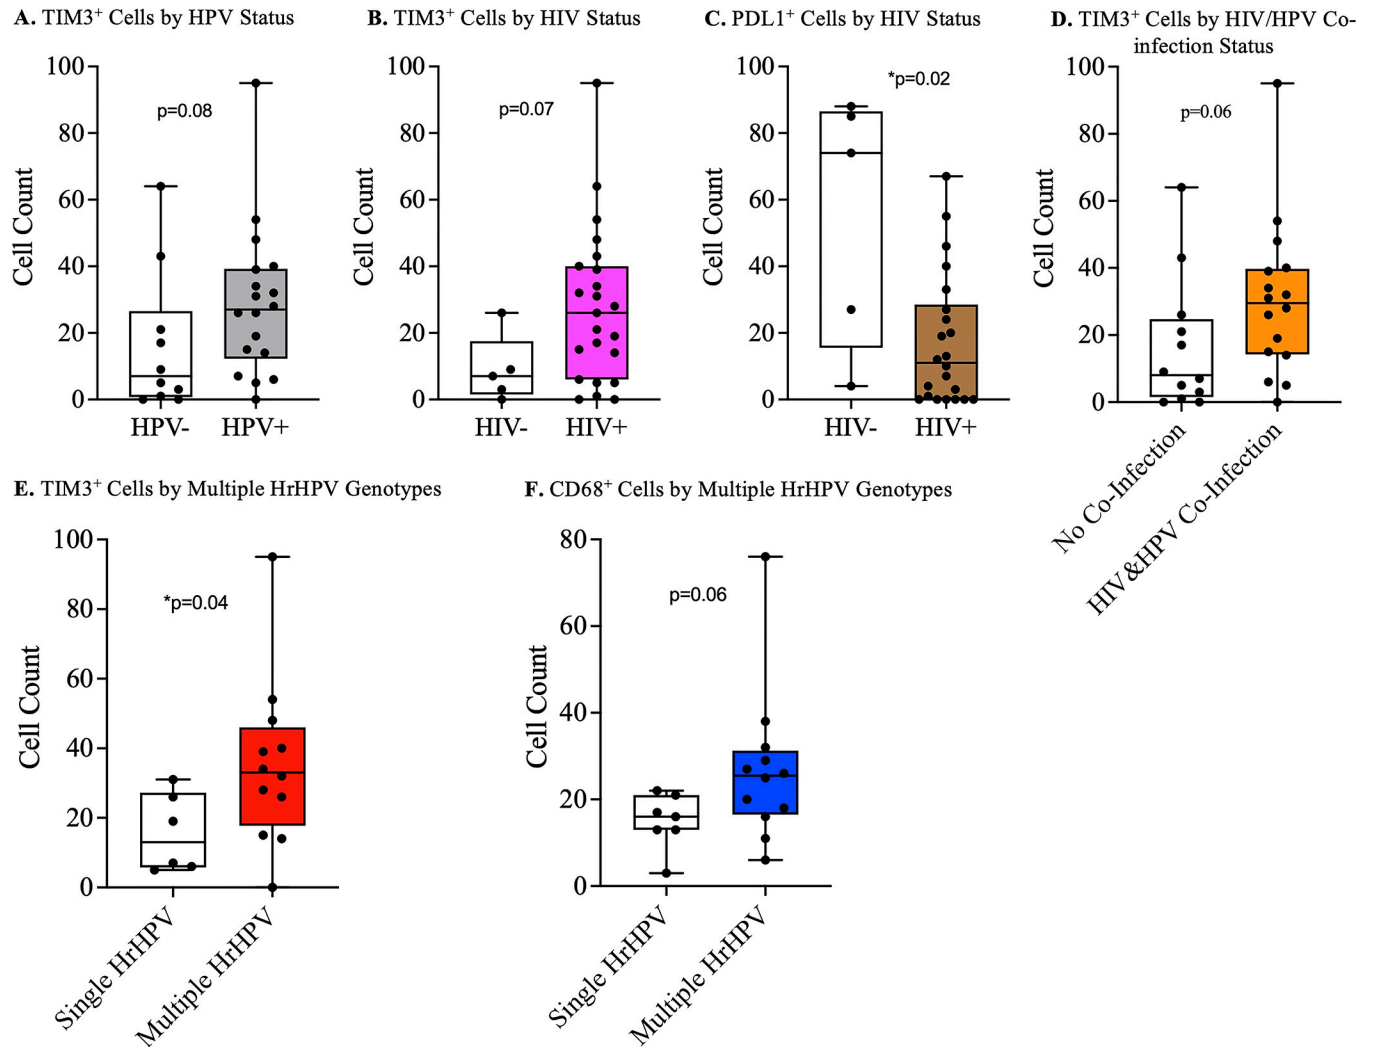 A. TIM3+ Cells by HPV Status
100
80
60
40
20
0
Cell Count
p=0.08
HPV-
HPV+
B. TIM3+ Cells by HIV Status
100
80
60
40
20
0
Cell Count
p=0.07
HIV-
HIV+
C. PDL1+ Cells by HIV Status
100
80
60
40
20
0
Cell Count
*p=0.02
HIV-
HIV+
D. TIM3+ Cells by HIV/HPV Co-
infection Status
100
80
60
40
20
0
Cell Count
p=0.06
No Co-Infection
HIV&HPV Co-Infection
E. TIM3+ Cells by Multiple HrHPV Genotypes
100
80
60
40
20
0
Cell Count
*p=0.04
Single HrHPV
Multiple HrHPV
F. CD68+ Cells by Multiple HrHPV Genotypes
80
60
40
20
0
Cell Count
p=0.06
Single HrHPV
Multiple HrHPV